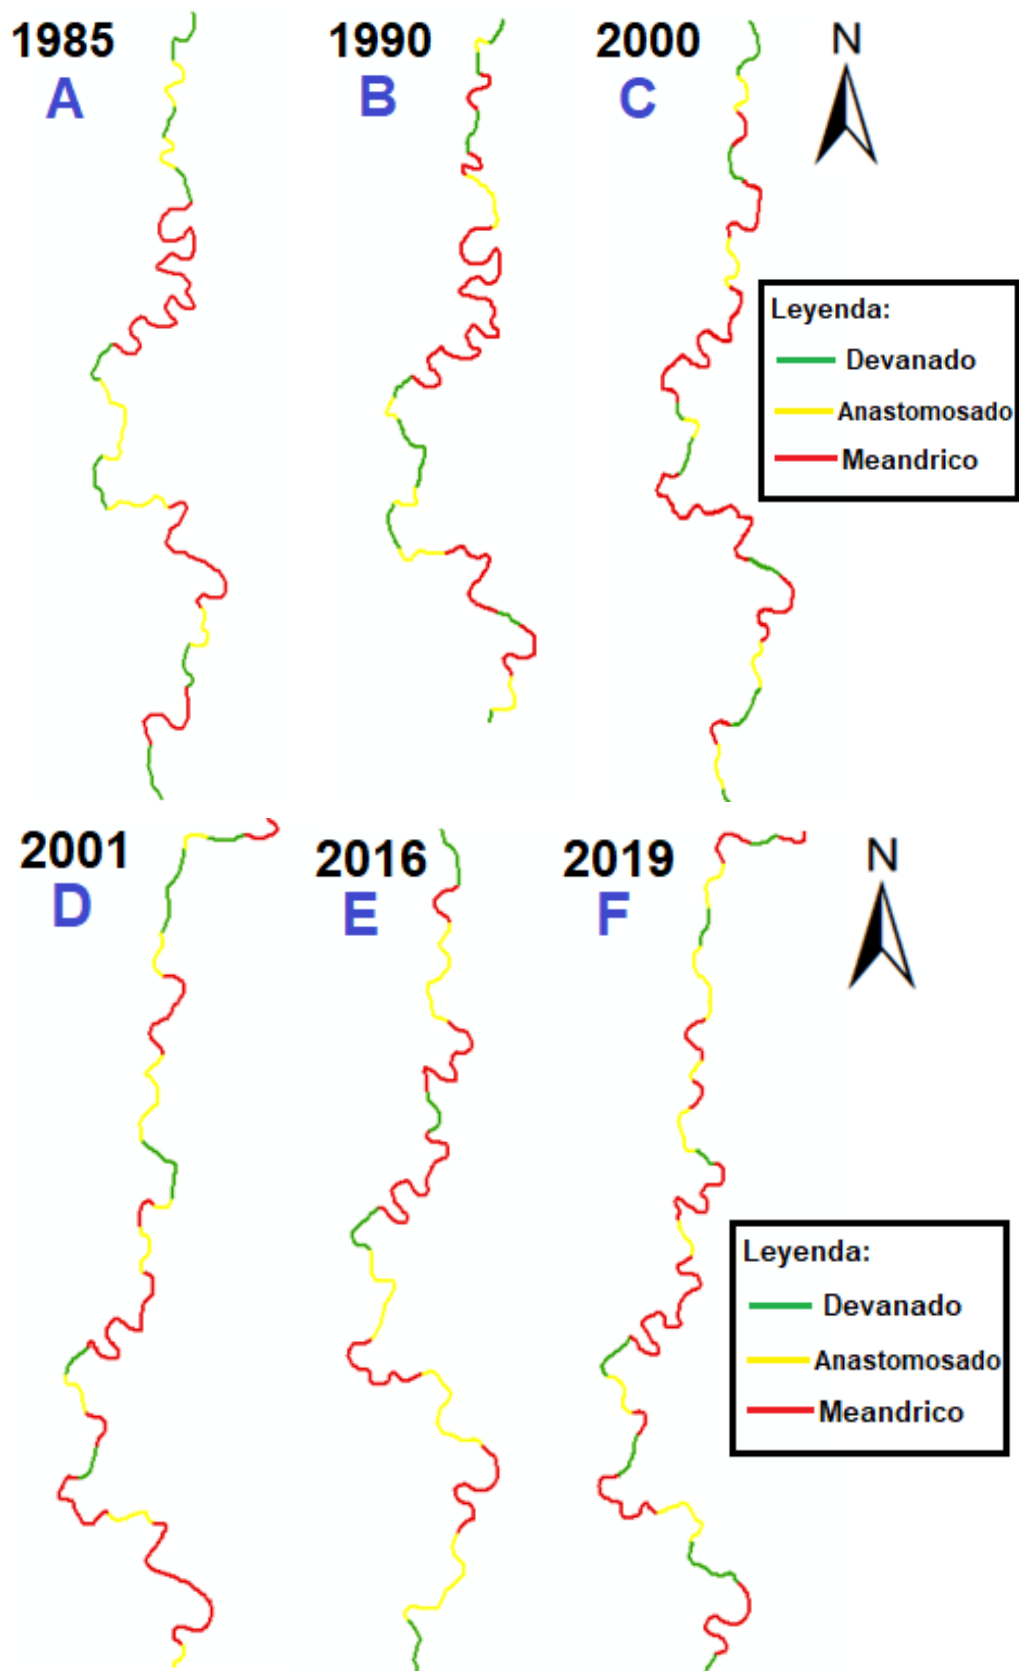 1985
1990
2000
N
A
B
C
Leyenda:
Devanado
Anastomosado
Meandrico
2001
2016
2019
N
D
E
F
Leyenda:
Devanado
Anastomosado
Meandrico